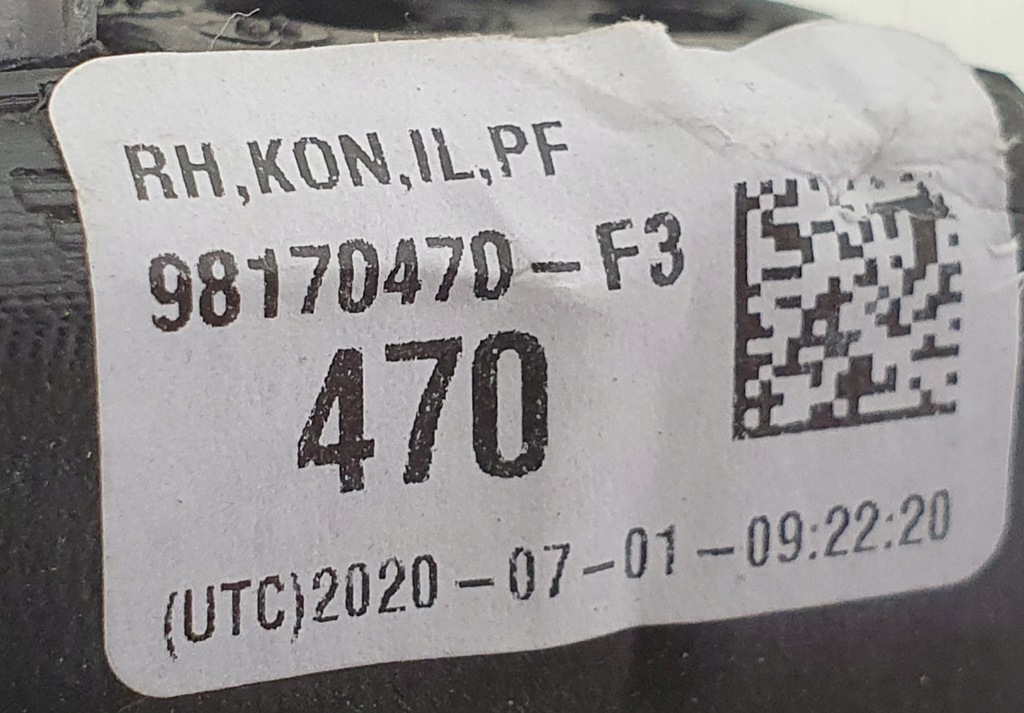 RH,KON,IL,PF
98170470-F3
470
(UTC)2020-07-01-09:22:20